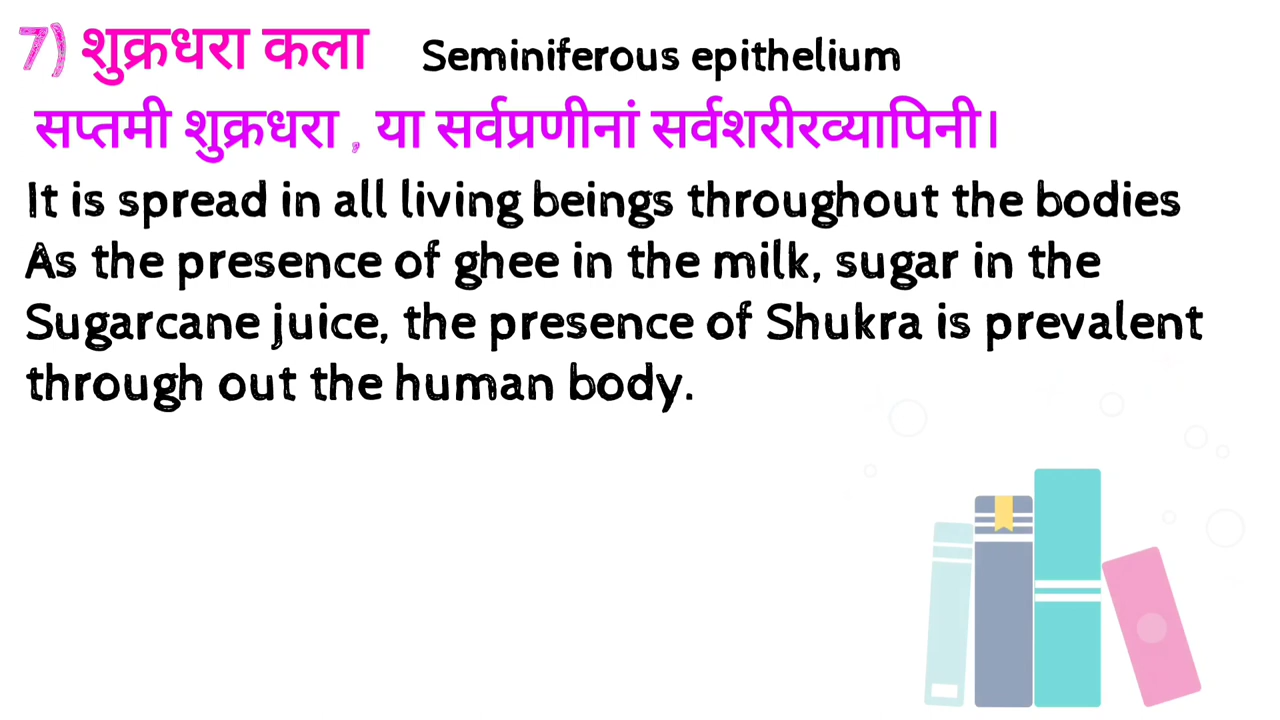 7) शुक्रधरा कला Seminiferous epithelium
सप्तमी शुक्रधरा , या सर्वप्रणीनां सर्वशरीरव्यापिनी।
It is spread in all living beings throughout the bodies
As the presence of ghee in the milk, sugar in the
Sugarcane juice, the presence of Shukra is prevalent
through out the human body.